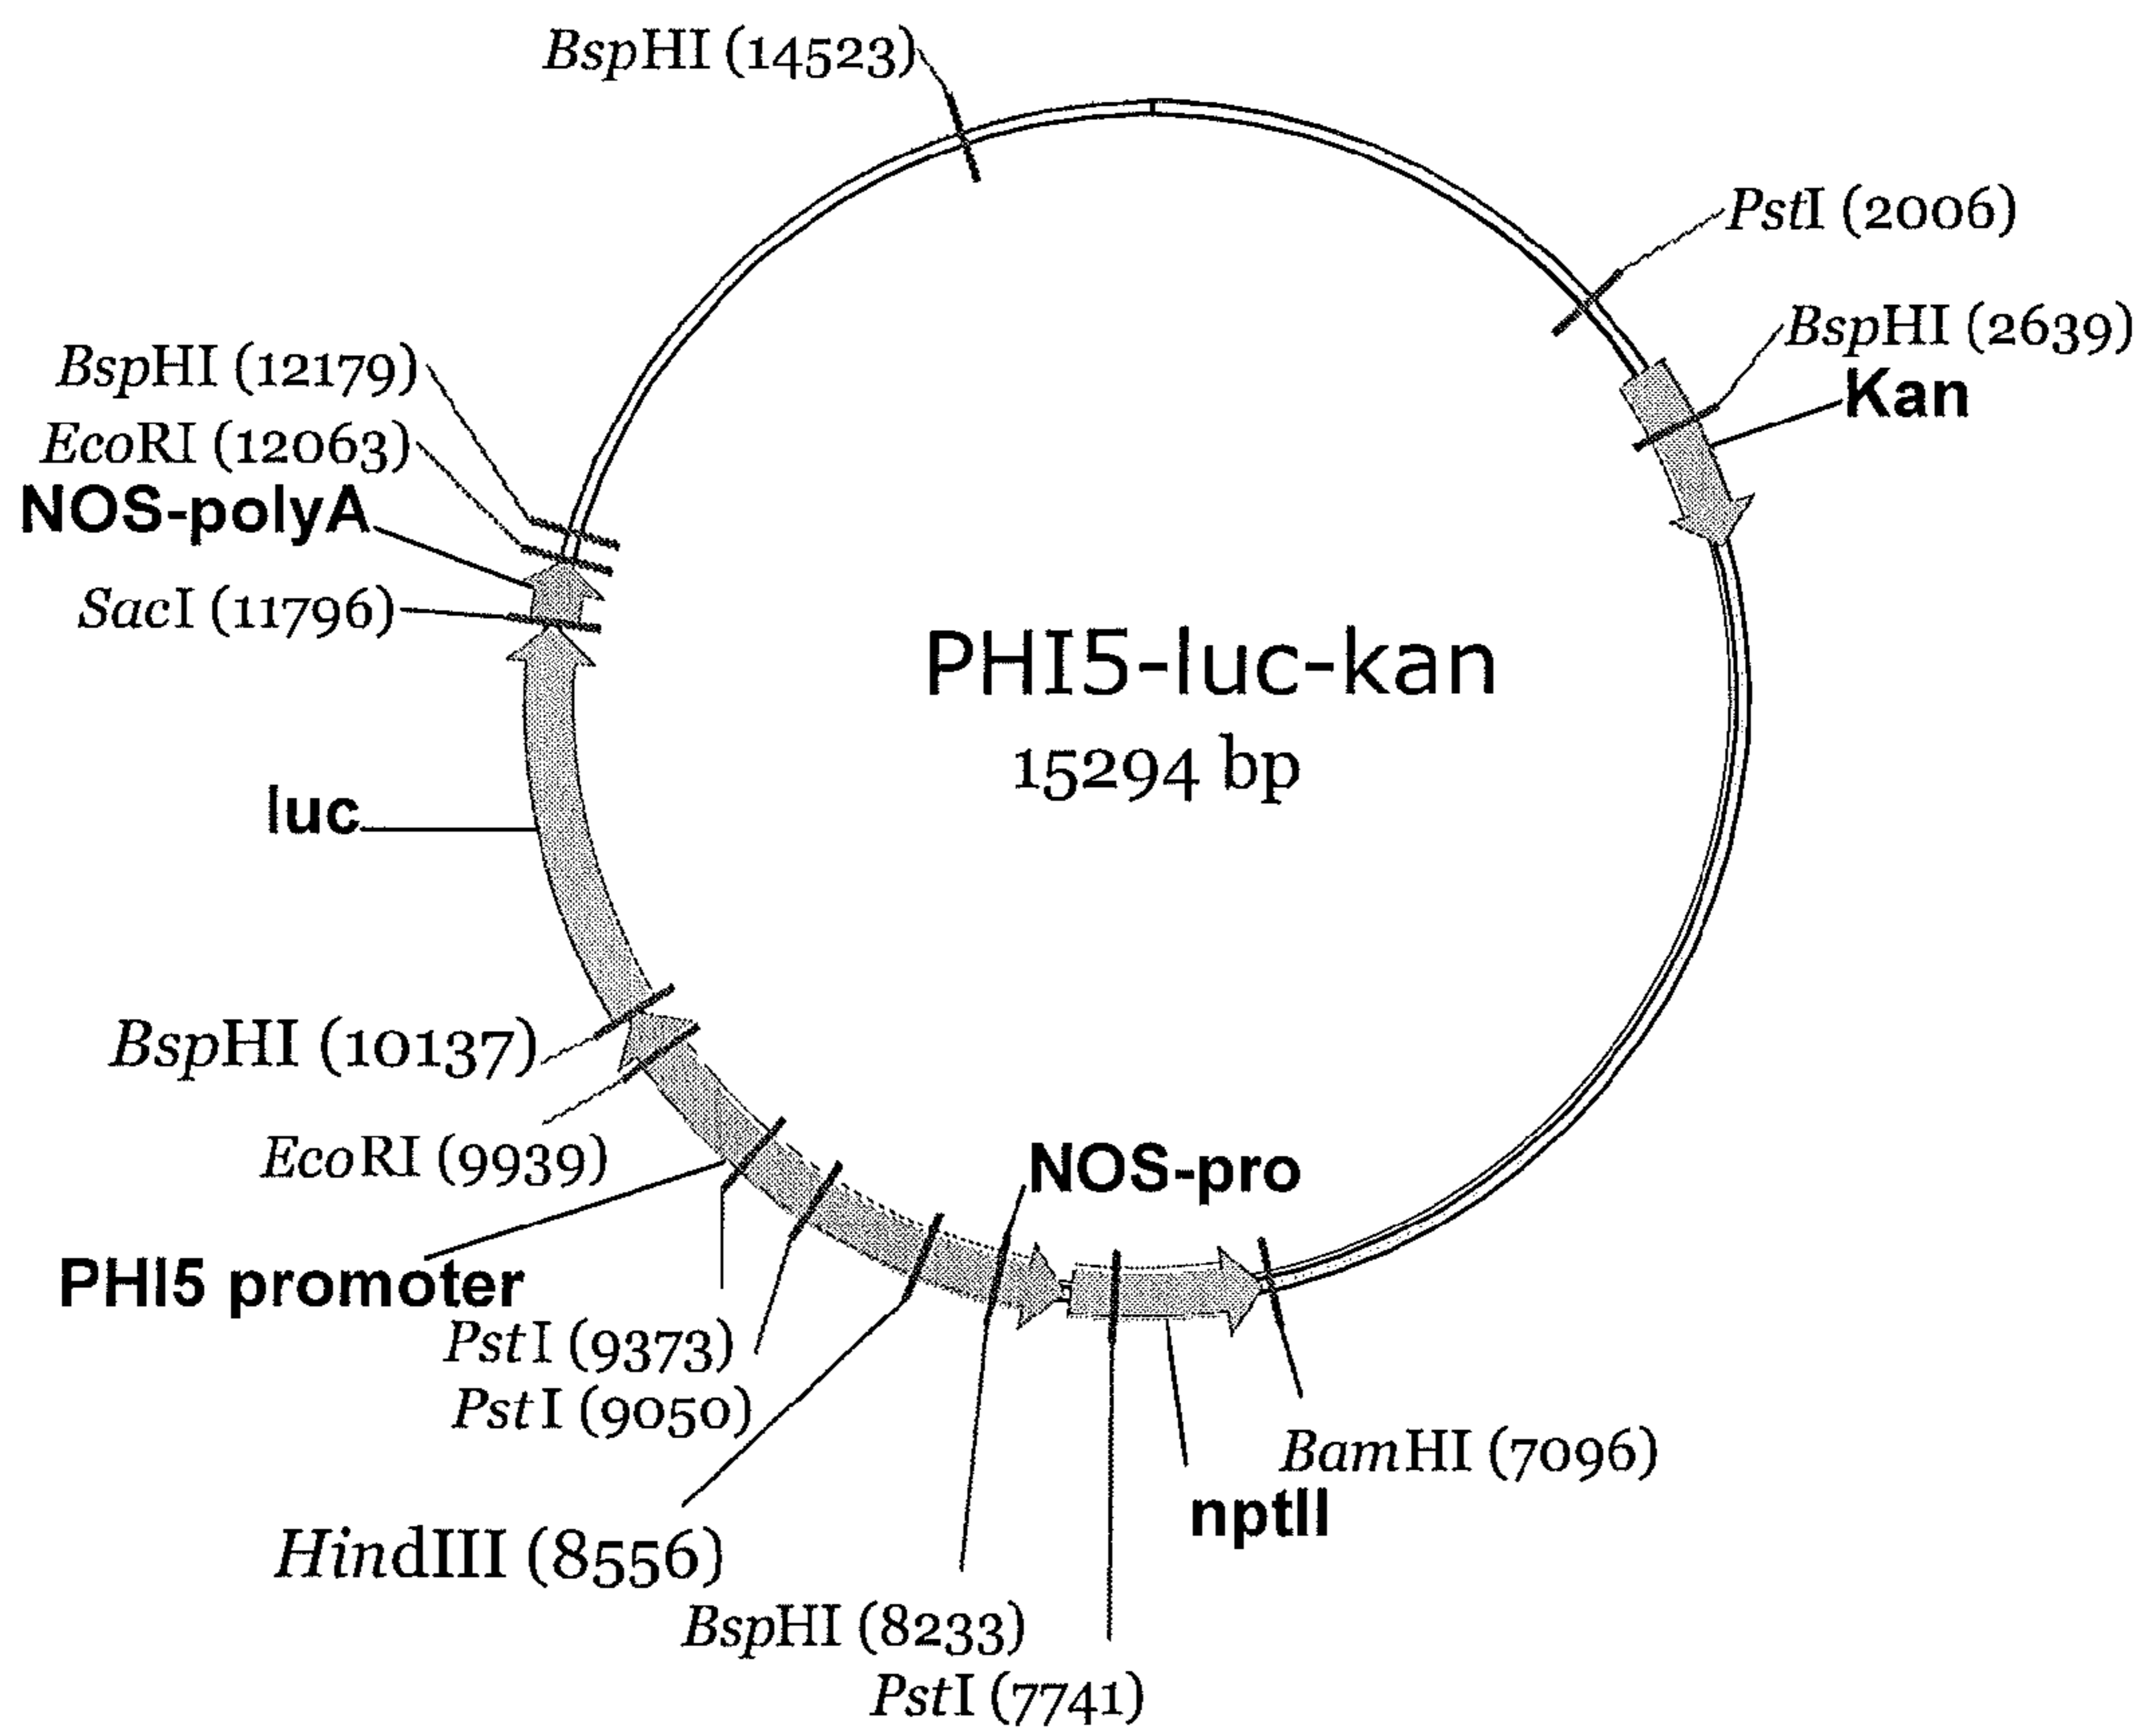 BspHI (14523)
PstI (2006)
BspHI (2639)
Kan
BspHI (12179)
EcoRI (12063)
NOS-polyA
SacI (11796)
PHI5-luc-kan
15294 bp
luc
BspHI (10137)
EcoRI (9939)
NOS-pro
PHI5 promoter
PstI (9373)
PstI (9050)
BamHI (7096)
nptII
HindIII (8556)
BspHI (8233)
PstI (7741)